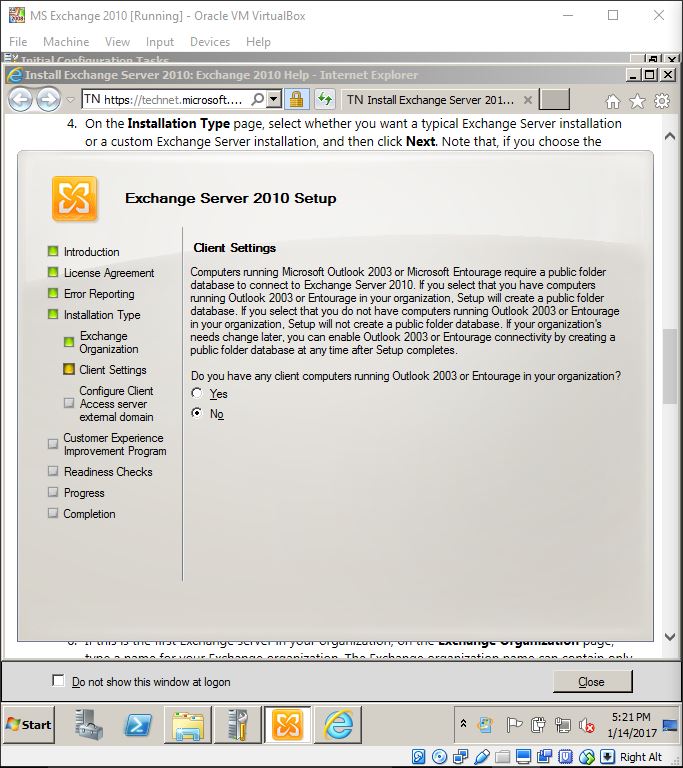 MS Exchange 2010 [Running] - Oracle VM VirtualBox
File Machine View Input Devices Help
Initial Configuration Tasks
Install Exchange Server 2010: Exchange 2010 Help - Internet Explorer
TN https://technet.microsoft....
TN Install Exchange Server 201...
4. On the Installation Type page, select whether you want a typical Exchange Server installation
or a custom Exchange Server installation, and then click Next. Note that, if you choose the
Exchange Server 2010 Setup
Introduction
License Agreement
Error Reporting
Installation Type
Exchange
Organization
Client Settings
Configure Client
Access server
external domain
Customer Experience
Improvement Program
Readiness Checks
Progress
Completion
Client Settings
Computers running Microsoft Outlook 2003 or Microsoft Entourage require a public folder
database to connect to Exchange Server 2010. If you select that you have computers
running Outlook 2003 or Entourage in your organization, Setup will create a public folder
database. If you select that you do not have computers running Outlook 2003 or Entourage
in your organization, Setup will not create a public folder database. If your organization's
needs change later, you can enable Outlook 2003 or Entourage connectivity by creating a
public folder database at any time after Setup completes.
Do you have any client computers running Outlook 2003 or Entourage in your organization?
Yes
No
If this is the first Exchange server in your organization, on the Exchange Organization page,
type a name for your Exchange organization. The Exchange organization name can contain only
Do not show this window at logon
Close
Start
5:21 PM
1/14/2017
Right Alt